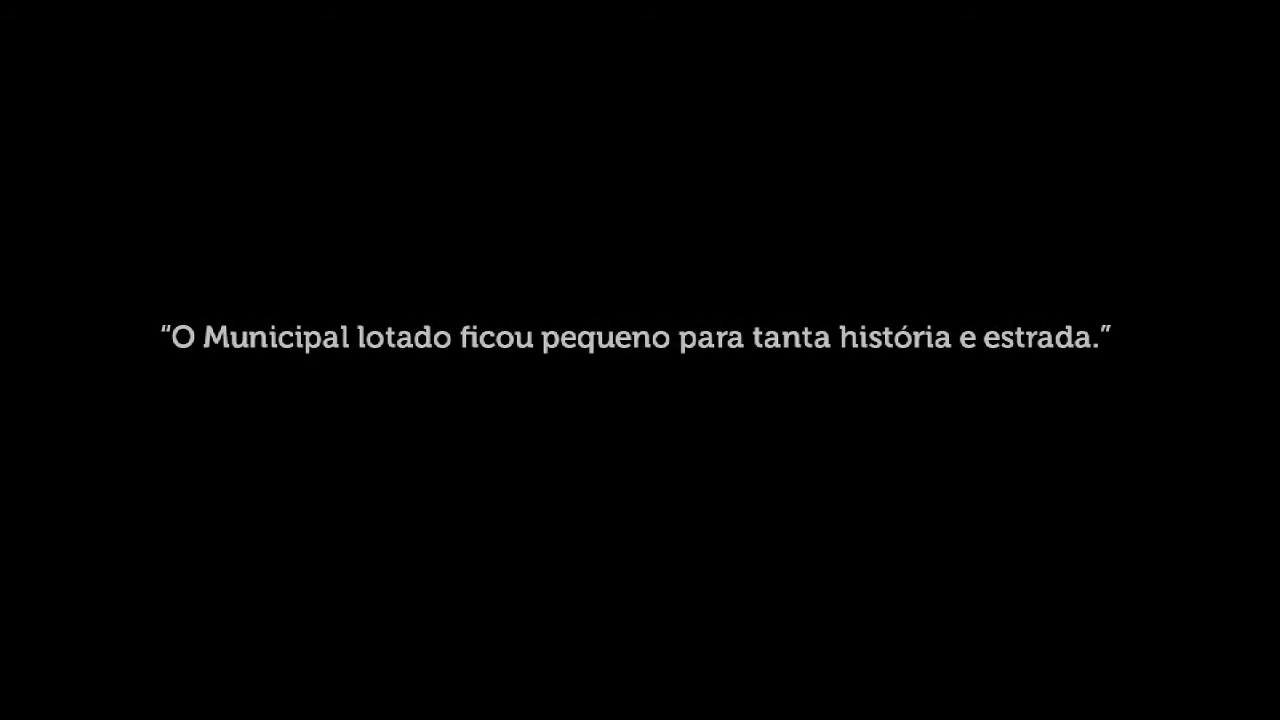 “O Municipal lotado ficou pequeno para tanta história e estrada.”